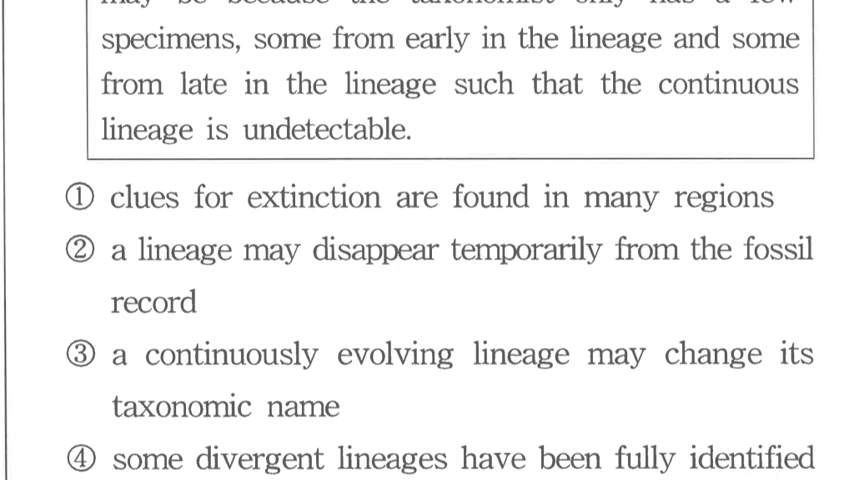 specimens, some from early in the lineage and some
from late in the lineage such that the continuous
lineage is undetectable.
① clues for extinction are found in many regions
② a lineage may disappear temporarily from the fossil
record
③ a continuously evolving lineage may change its
taxonomic name
④ some divergent lineages have been fully identified